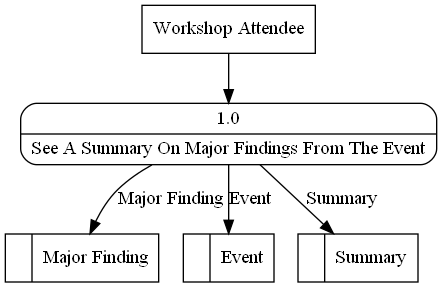 Workshop Attendee
1.0
See A Summary On Major Findings From The Event
Major Finding
Event
Summary
Major Finding
Event
Summary